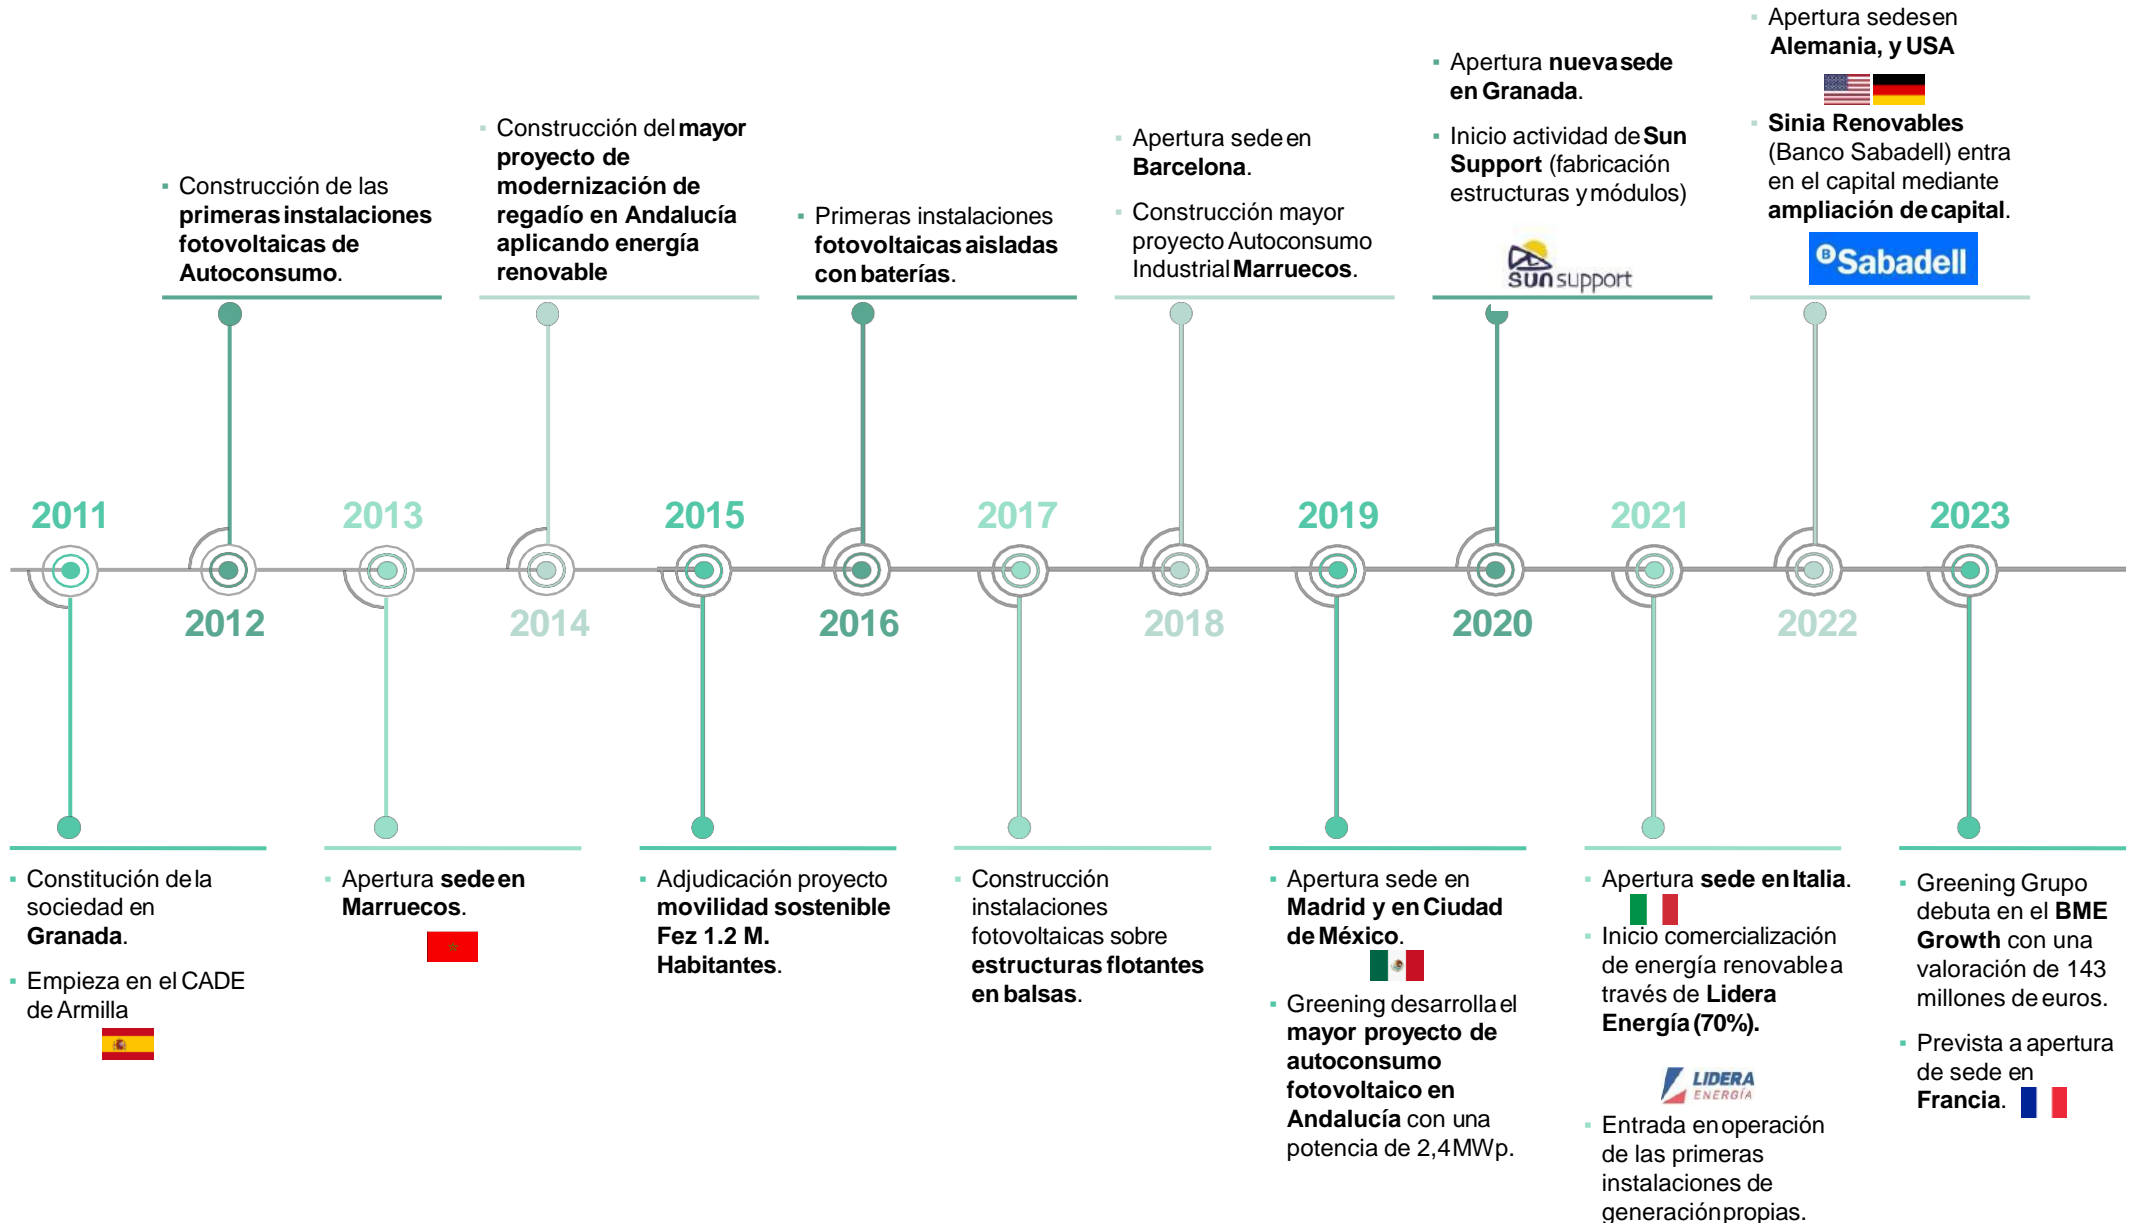 Apertura sedes en
Alemania, y USA
Sinia Renovables
(Banco Sabadell) entra
en el capital mediante
ampliación de capital.
BSabadell
Apertura nueva sede
en Granada.
Inicio actividad de Sun
Support (fabricación
estructuras y módulos)
sun support
Apertura sede en
Barcelona.
Construcción mayor
proyecto Autoconsumo
Industrial Marruecos.
Primeras instalaciones
fotovoltaicas aisladas
con baterías.
Construcción del mayor
proyecto de
modernización de
regadío en Andalucía
aplicando energía
renovable
Construcción de las
primeras instalaciones
fotovoltaicas de
Autoconsumo.
2011
2013
2015
2017
2019
2021
2023
2012
2014
2016
2018
2020
2022
Constitución de la
sociedad en
Granada.
Empieza en el CADE
de Armilla
Apertura sede en
Marruecos.
Adjudicación proyecto
movilidad sostenible
Fez 1.2 M.
Habitantes.
Construcción
instalaciones
fotovoltaicas sobre
estructuras flotantes
en balsas.
Apertura sede en
Madrid y en Ciudad
de México.
Greening desarrolla el
mayor proyecto de
autoconsumo
fotovoltaico en
Andalucía con una
potencia de 2,4 MWp.
Apertura sede en Italia.
Inicio comercialización
de energía renovable a
través de Lidera
Energía (70%).
LIDERA
ENERGÍA
Entrada en operación
de las primeras
instalaciones de
generación propias.
Greening Grupo
debuta en el BME
Growth con una
valoración de 143
millones de euros.
Prevista a apertura
de sede en
Francia.